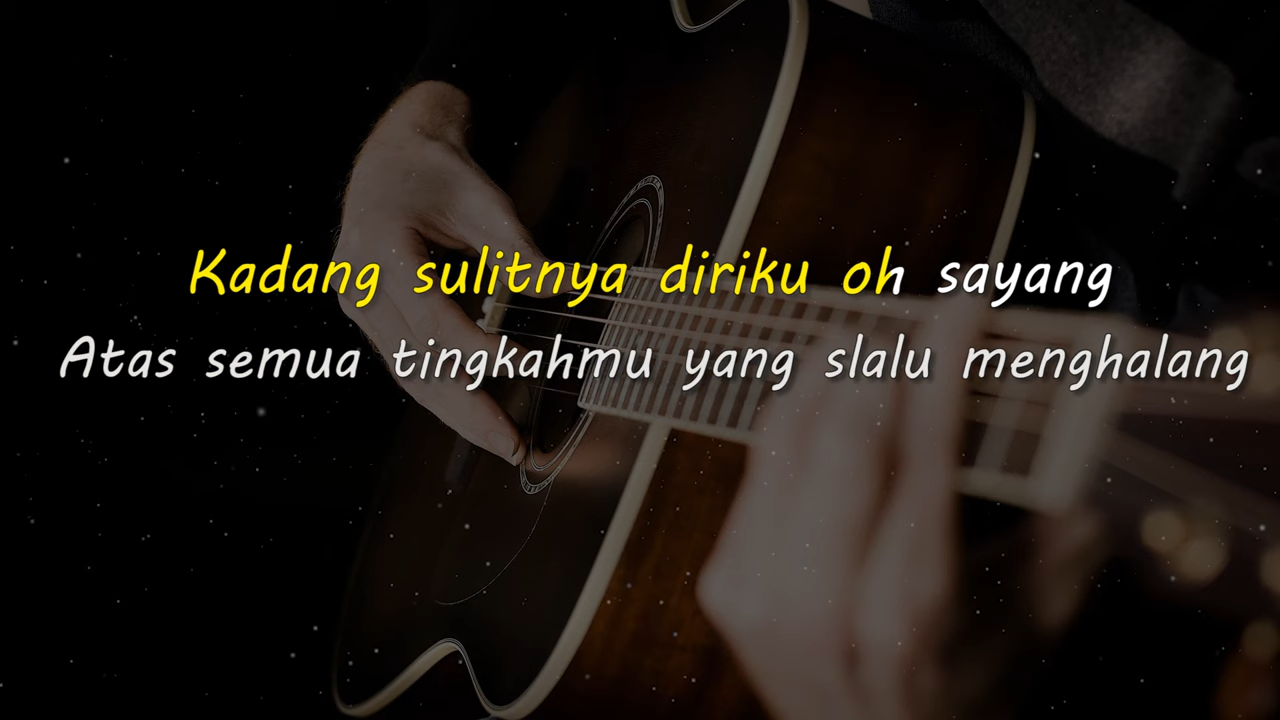 Kadang sulitnya diriku oh sayang
Atas semua tingkahmu yang slalu menghalang